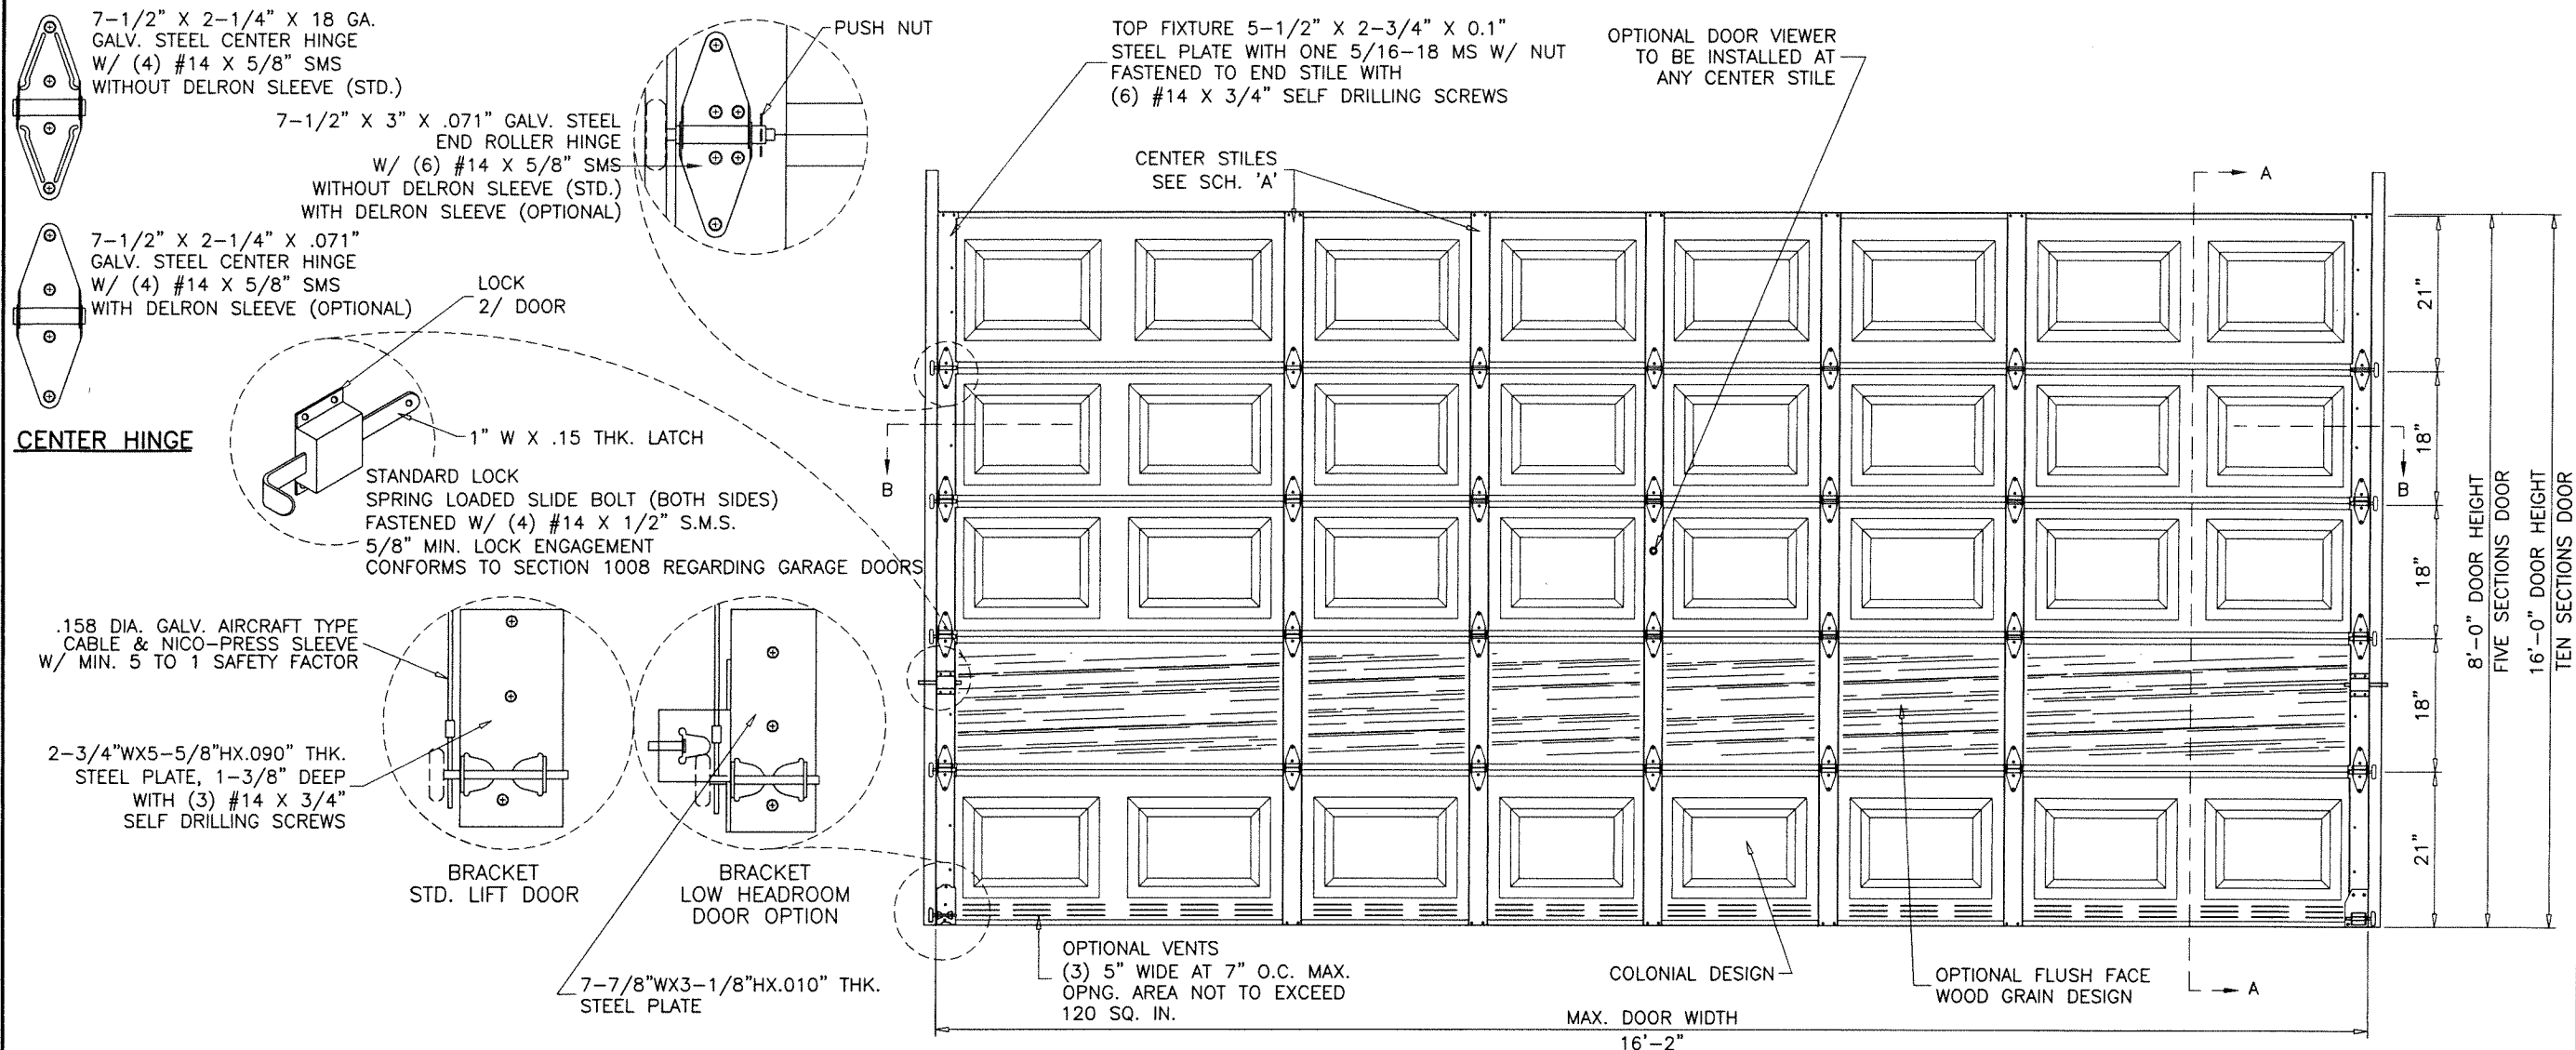 7-1/2" X 2-1/4" X 18 GA.
GALV. STEEL CENTER HINGE
W/ (4) #14 X 5/8" SMS
WITHOUT DELRON SLEEVE (STD.)
7-1/2" X 2-1/4" X .071"
GALV. STEEL CENTER HINGE
W/ (4) #14 X 5/8" SMS
WITH DELRON SLEEVE (OPTIONAL)
CENTER HINGE
PUSH NUT
7-1/2" X 3" X .071" GALV. STEEL
END ROLLER HINGE
W/ (6) #14 X 5/8" SMS
WITHOUT DELRON SLEEVE (STD.)
WITH DELRON SLEEVE (OPTIONAL)
LOCK
2/ DOOR
1" W X .15 THK. LATCH
STANDARD LOCK
SPRING LOADED SLIDE BOLT (BOTH SIDES)
FASTENED W/ (4) #14 X 1/2" S.M.S.
5/8" MIN. LOCK ENGAGEMENT
CONFORMS TO SECTION 1008 REGARDING GARAGE DOORS
.158 DIA. GALV. AIRCRAFT TYPE
CABLE & NICO-PRESS SLEEVE
W/ MIN. 5 TO 1 SAFETY FACTOR
2-3/4"WX5-5/8"HX.090" THK.
STEEL PLATE, 1-3/8" DEEP
WITH (3) #14 X 3/4"
SELF DRILLING SCREWS
BRACKET
STD. LIFT DOOR
BRACKET
LOW HEADROOM
DOOR OPTION
7-7/8"WX3-1/8"HX.010" THK.
STEEL PLATE
TOP FIXTURE 5-1/2" X 2-3/4" X 0.1"
STEEL PLATE WITH ONE 5/16-18 MS W/ NUT
FASTENED TO END STILE WITH
(6) #14 X 3/4" SELF DRILLING SCREWS
CENTER STILES
SEE SCH. 'A'
OPTIONAL DOOR VIEWER
TO BE INSTALLED AT
ANY CENTER STILE
A
B
B
21"
18"
18"
18"
21"
8'-0" DOOR HEIGHT
FIVE SECTIONS DOOR
16'-0" DOOR HEIGHT
TEN SECTIONS DOOR
OPTIONAL VENTS
(3) 5" WIDE AT 7" O.C. MAX.
OPNG. AREA NOT TO EXCEED
120 SQ. IN.
COLONIAL DESIGN
OPTIONAL FLUSH FACE
WOOD GRAIN DESIGN
A
MAX. DOOR WIDTH
16'-2"